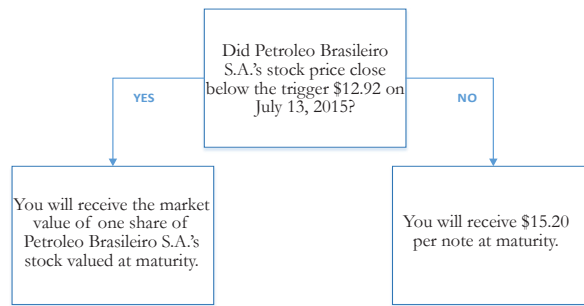 Did Petroleo Brasileiro
S.A.'s stock price close
below the trigger $12.92 on
July 13, 2015?
YES
NO
You will receive the market
value of one share of
Petroleo Brasileiro S.A.'s
stock valued at maturity.
You will receive $15.20
per note at maturity.